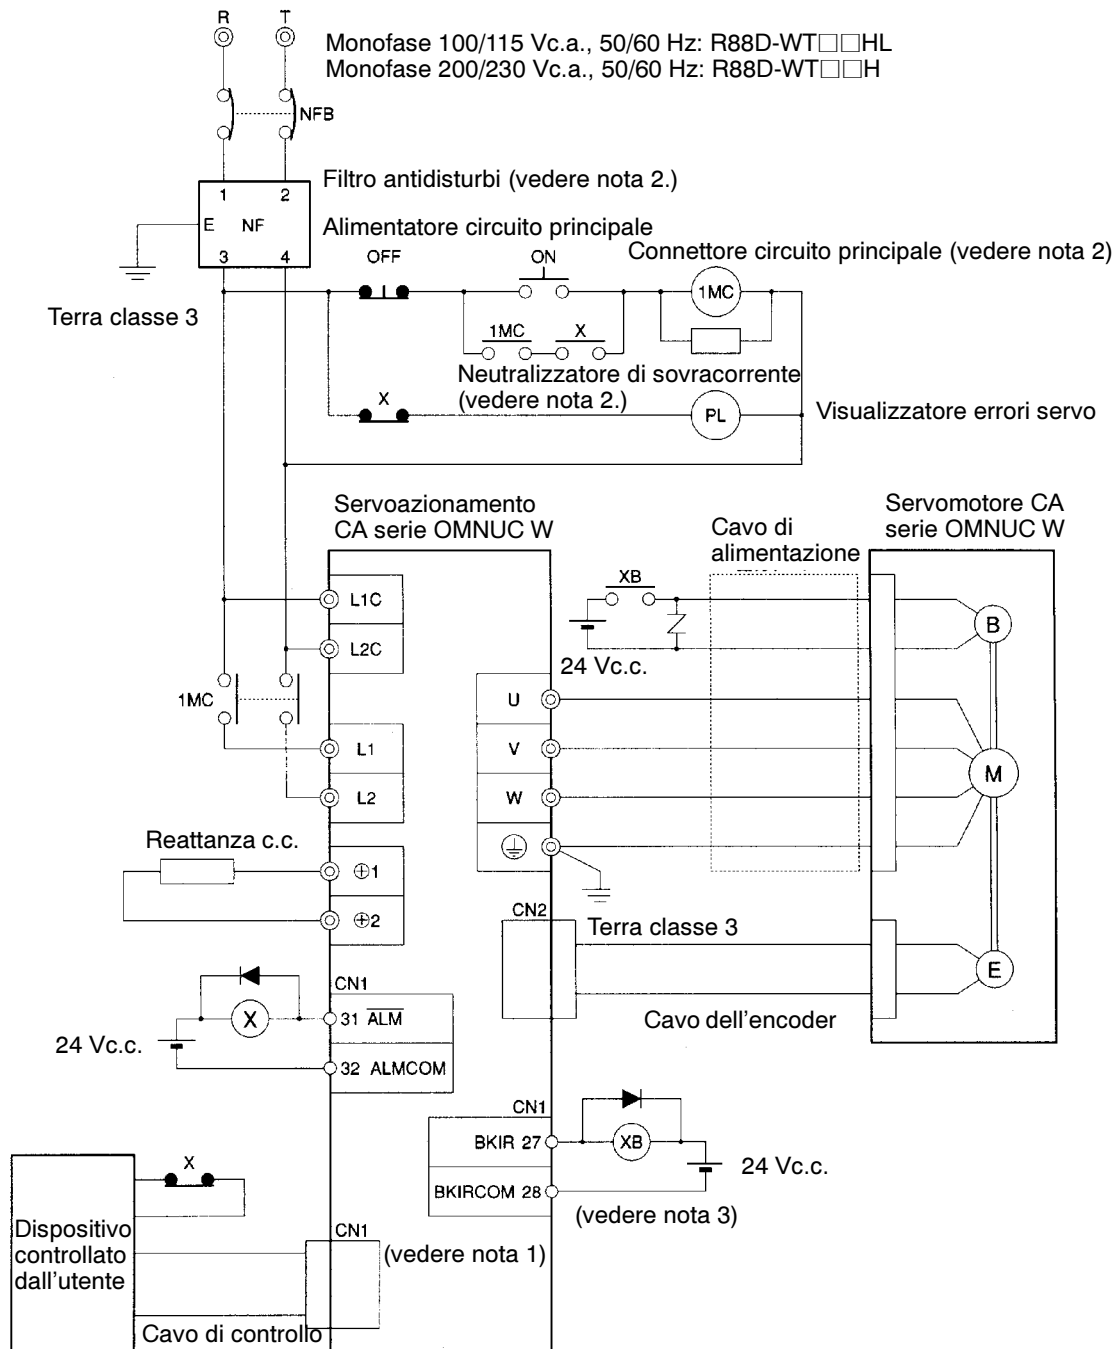 R T
Monofase 100/115 Vc.a., 50/60 Hz: R88D-WT□□HL
Monofase 200/230 Vc.a., 50/60 Hz: R88D-WT□□H
NFB
Filtro antidisturbi (vedere nota 2.)
1 2
E NF
3 4
Alimentatore circuito principale
OFF ON
Connettore circuito principale (vedere nota 2)
1MC
Terra classe 3
1MC X
Neutralizzatore di sovracorrente
(vedere nota 2.)
X
PL
Visualizzatore errori servo
Servoazionamento
CA serie OMNUC W
Cavo di
alimentazione
Servomotore CA
serie OMNUC W
XB
L1C
B
L2C
24 Vc.c.
1MC
U
L1
V
M
L2
W
Reattanza c.c.
⊕1
⊕2
CN2
Terra classe 3
E
CN1
X
31 ALM
Cavo dell'encoder
24 Vc.c.
32 ALMCOM
CN1
BKIR 27
XB
24 Vc.c.
X
BKIRCOM 28
(vedere nota 3)
Dispositivo
controllato
dall'utente
CN1
(vedere nota 1)
Cavo di controllo